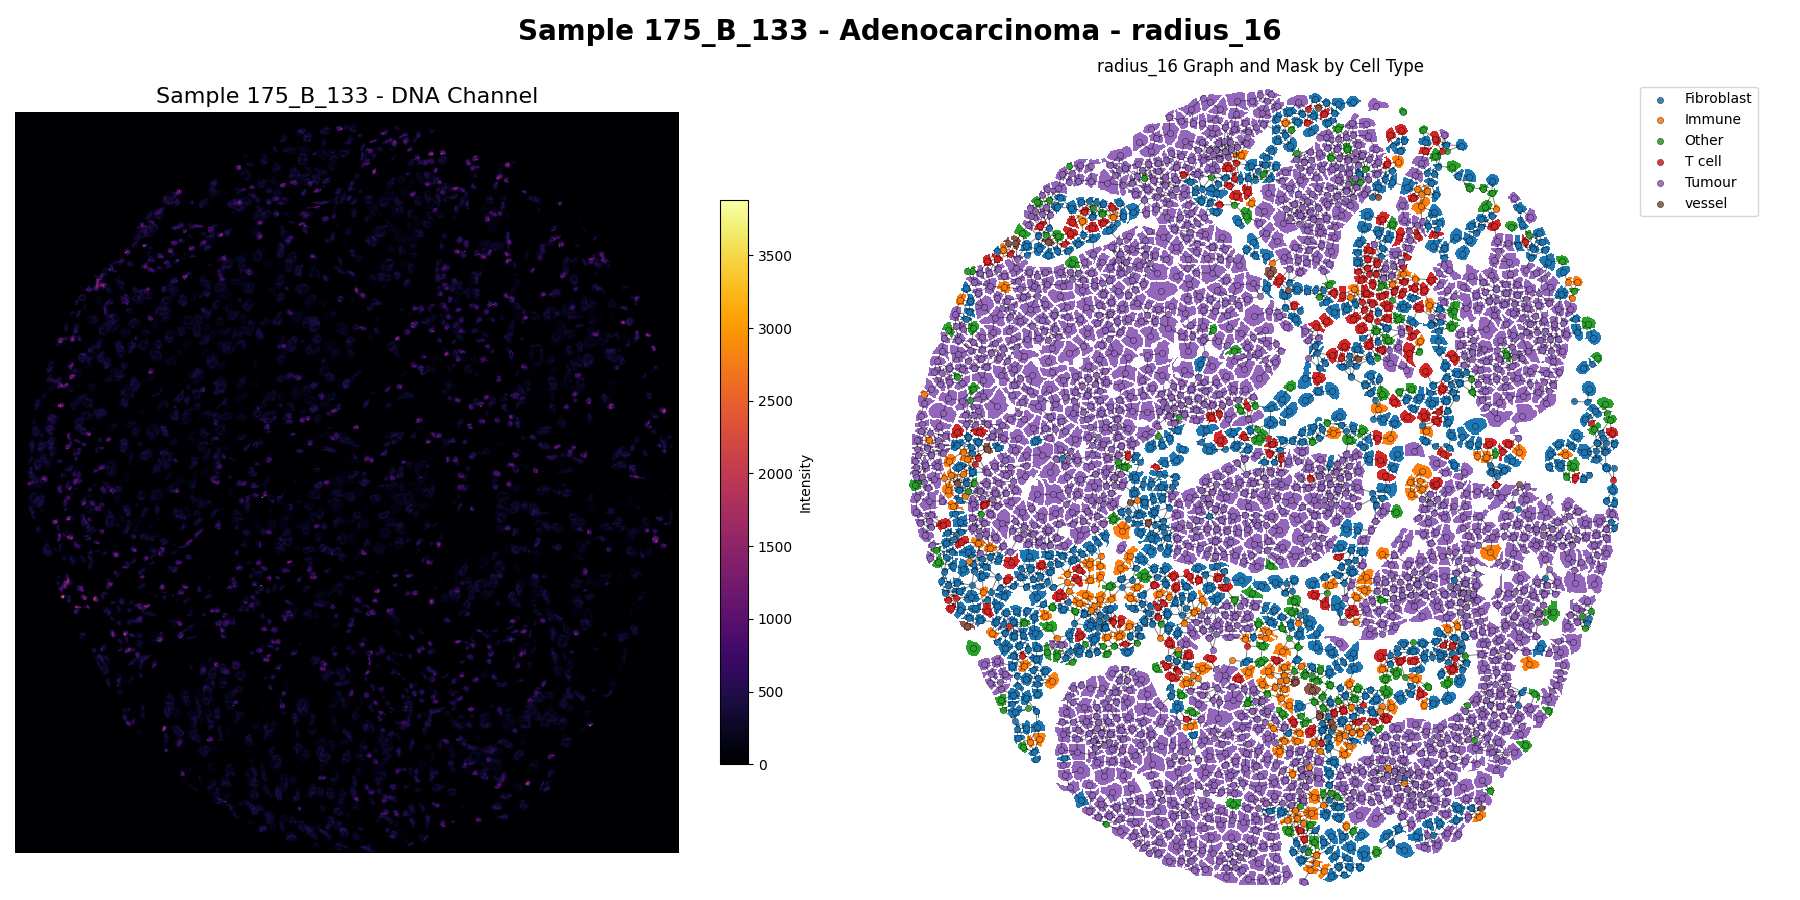 Sample 175_B_133 - Adenocarcinoma - radius_16
Sample 175_B_133 - DNA Channel
3500
3000
2500
2000
1500
1000
500
0
Intensity
radius_16 Graph and Mask by Cell Type
Fibroblast
Immune
Other
T cell
Tumour
vessel